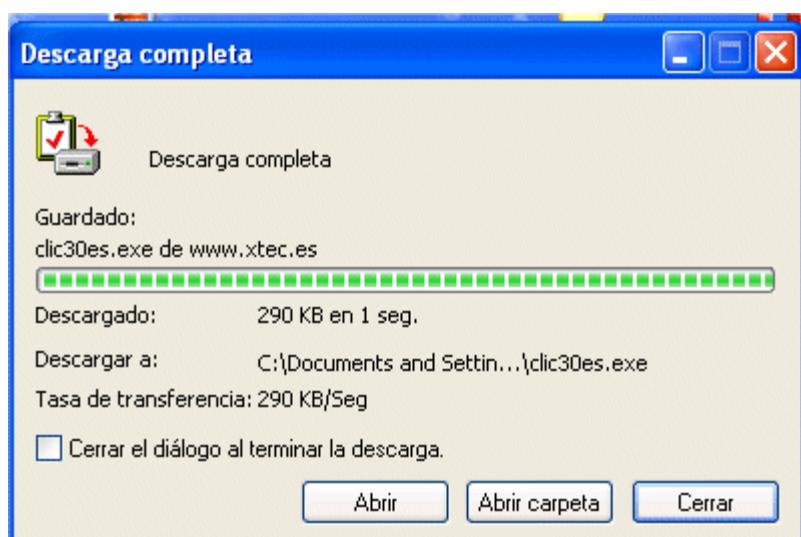 Descarga completa
Descarga completa
Guardado:
clic30es.exe de www.xtec.es
Descargado: 290 KB en 1 seg.
Descargar a: C:\Documents and Settin...\clic30es.exe
Tasa de transferencia: 290 KB/Seg
Cerrar el diálogo al terminar la descarga.
Abrir Abrir carpeta Cerrar